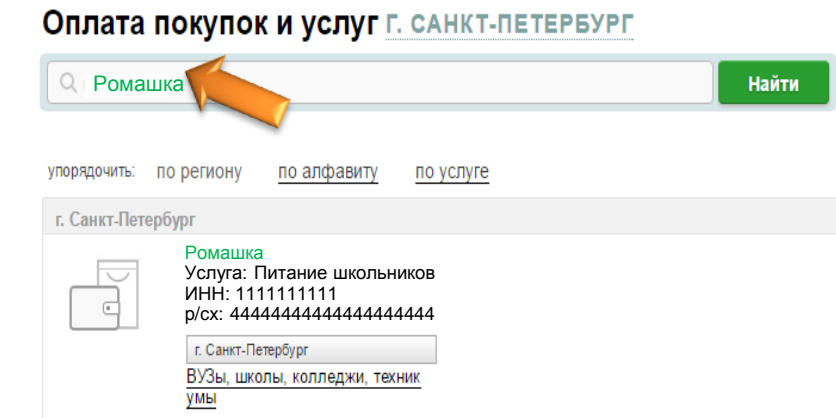 Оплата покупок и услуг Г. САНКТ-ПЕТЕРБУРГ
Ромашка
Найти
упорядочить: по региону по алфавиту по услуге
г. Санкт-Петербург
Ромашка
Услуга: Питание школьников
ИНН: 1111111111
р/сх: 44444444444444444444
г. Санкт-Петербург
ВУЗы, школы, колледжи, техник
умы